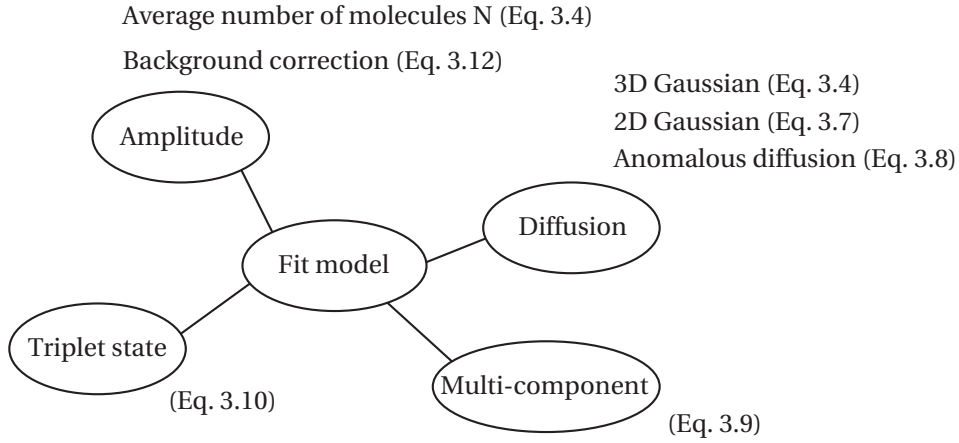 Average number of molecules N (Eq. 3.4)
Background correction (Eq. 3.12)
3D Gaussian (Eq. 3.4)
2D Gaussian (Eq. 3.7)
Anomalous diffusion (Eq. 3.8)
Amplitude
Diffusion
Fit model
Triplet state
(Eq. 3.10)
Multi-component
(Eq. 3.9)